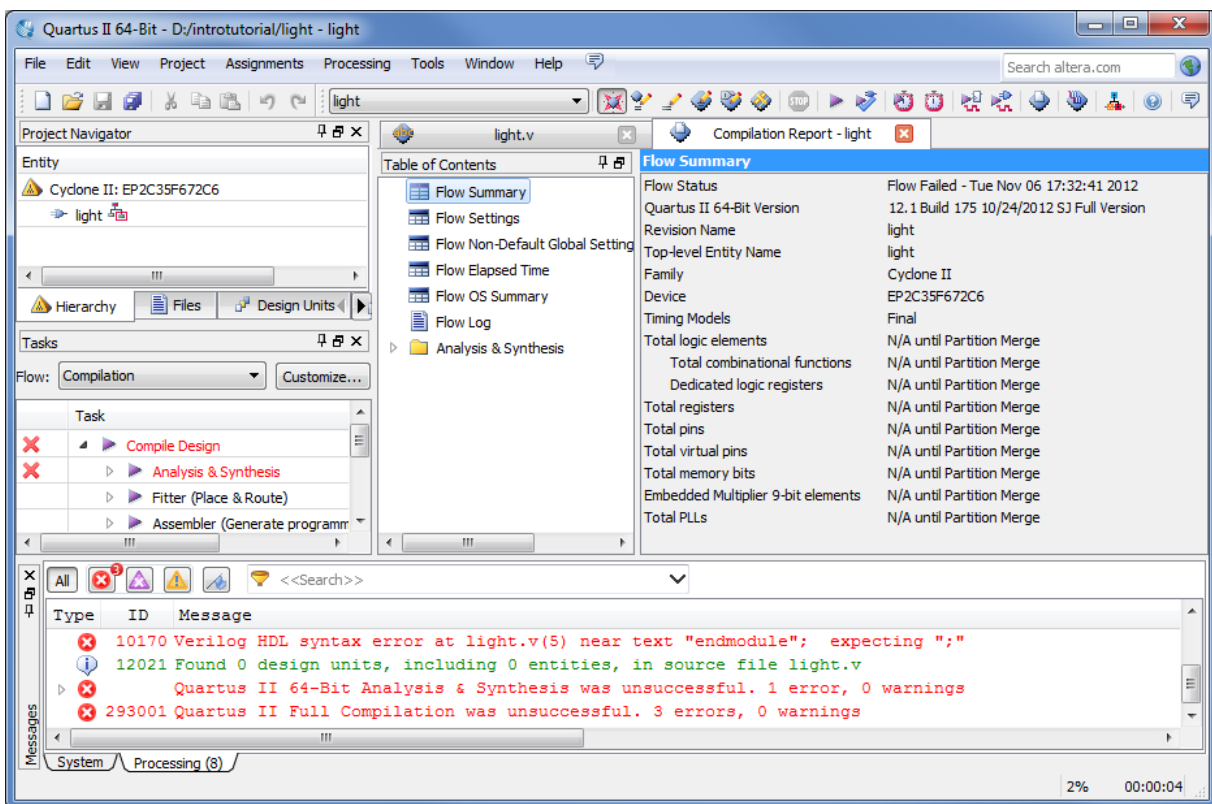 Quartus II 64-Bit - D:/introtutorial/light - light
File Edit View Project Assignments Processing Tools Window Help
Search altera.com
light
STOP
Project Navigator
Entity
Cyclone II: EP2C35F672C6
light
Hierarchy Files Design Units
Tasks
Flow: Compilation Customize...
Task
Compile Design
Analysis & Synthesis
Fitter (Place & Route)
Assembler (Generate programm
light.v
Compilation Report - light
Table of Contents
Flow Summary
Flow Settings
Flow Non-Default Global Setting
Flow Elapsed Time
Flow OS Summary
Flow Log
Analysis & Synthesis
Flow Summary
Flow Status Flow Failed - Tue Nov 06 17:32:41 2012
Quartus II 64-Bit Version 12.1 Build 175 10/24/2012 SJ Full Version
Revision Name light
Top-level Entity Name light
Family Cyclone II
Device EP2C35F672C6
Timing Models Final
Total logic elements N/A until Partition Merge
Total combinational functions N/A until Partition Merge
Dedicated logic registers N/A until Partition Merge
Total registers N/A until Partition Merge
Total pins N/A until Partition Merge
Total virtual pins N/A until Partition Merge
Total memory bits N/A until Partition Merge
Embedded Multiplier 9-bit elements N/A until Partition Merge
Total PLLs N/A until Partition Merge
All 3 <<Search>>
Type ID Message
10170 Verilog HDL syntax error at light.v(5) near text "endmodule"; expecting ";"
12021 Found 0 design units, including 0 entities, in source file light.v
Quartus II 64-Bit Analysis & Synthesis was unsuccessful. 1 error, 0 warnings
293001 Quartus II Full Compilation was unsuccessful. 3 errors, 0 warnings
Messages
System Processing (8)
2% 00:00:04